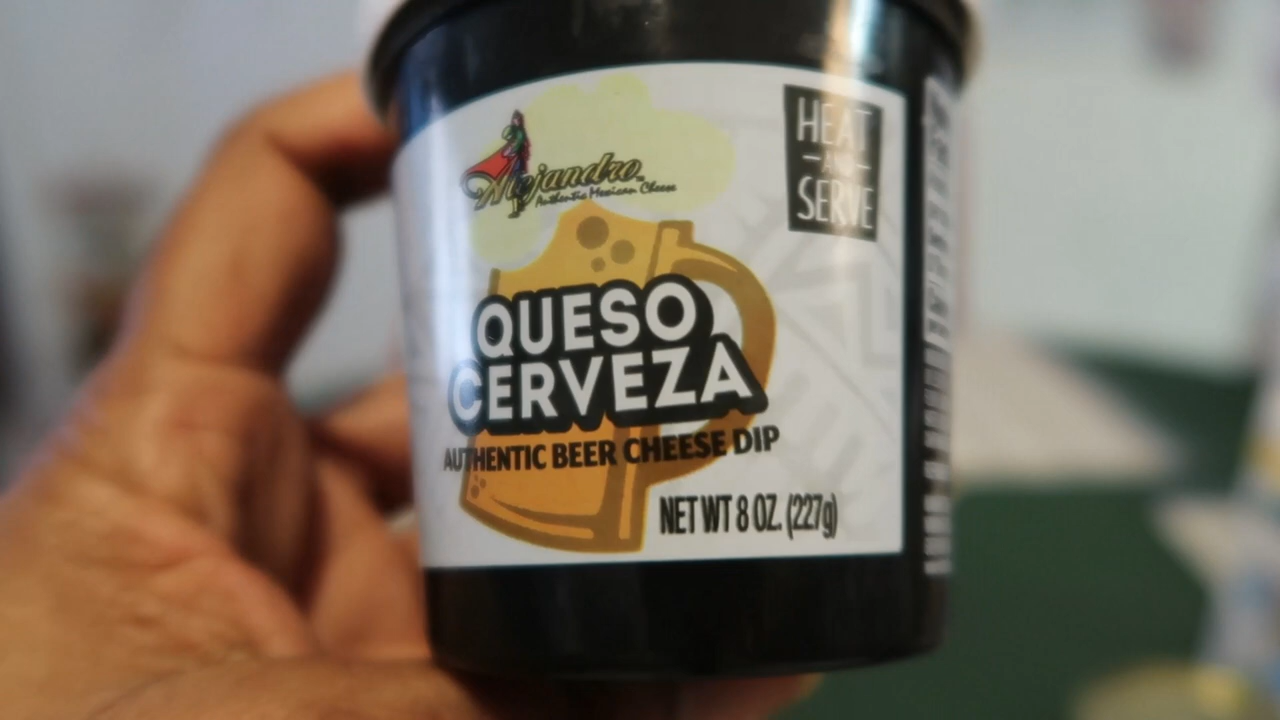 Alejandro
Authentic Mexican Cheese
HEAT
AND
SERVE
QUESO
CERVEZA
AUTHENTIC BEER CHEESE DIP
NET WT 8 OZ. (227g)